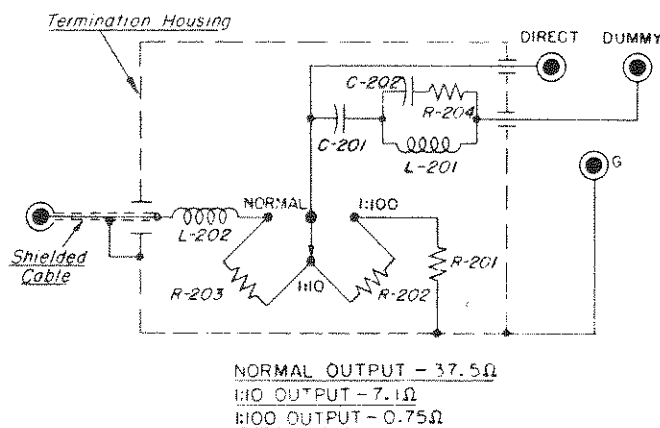 Termination Housing
DIRECT
DUMMY
C-202
R-204
C-201
L-201
G
NORMAL
1:100
L-202
Shielded
Cable
R-203
1:10
R-202
R-201
NORMAL OUTPUT - 37.5Ω
1:10 OUTPUT - 7.1Ω
1:100 OUTPUT - 0.75Ω